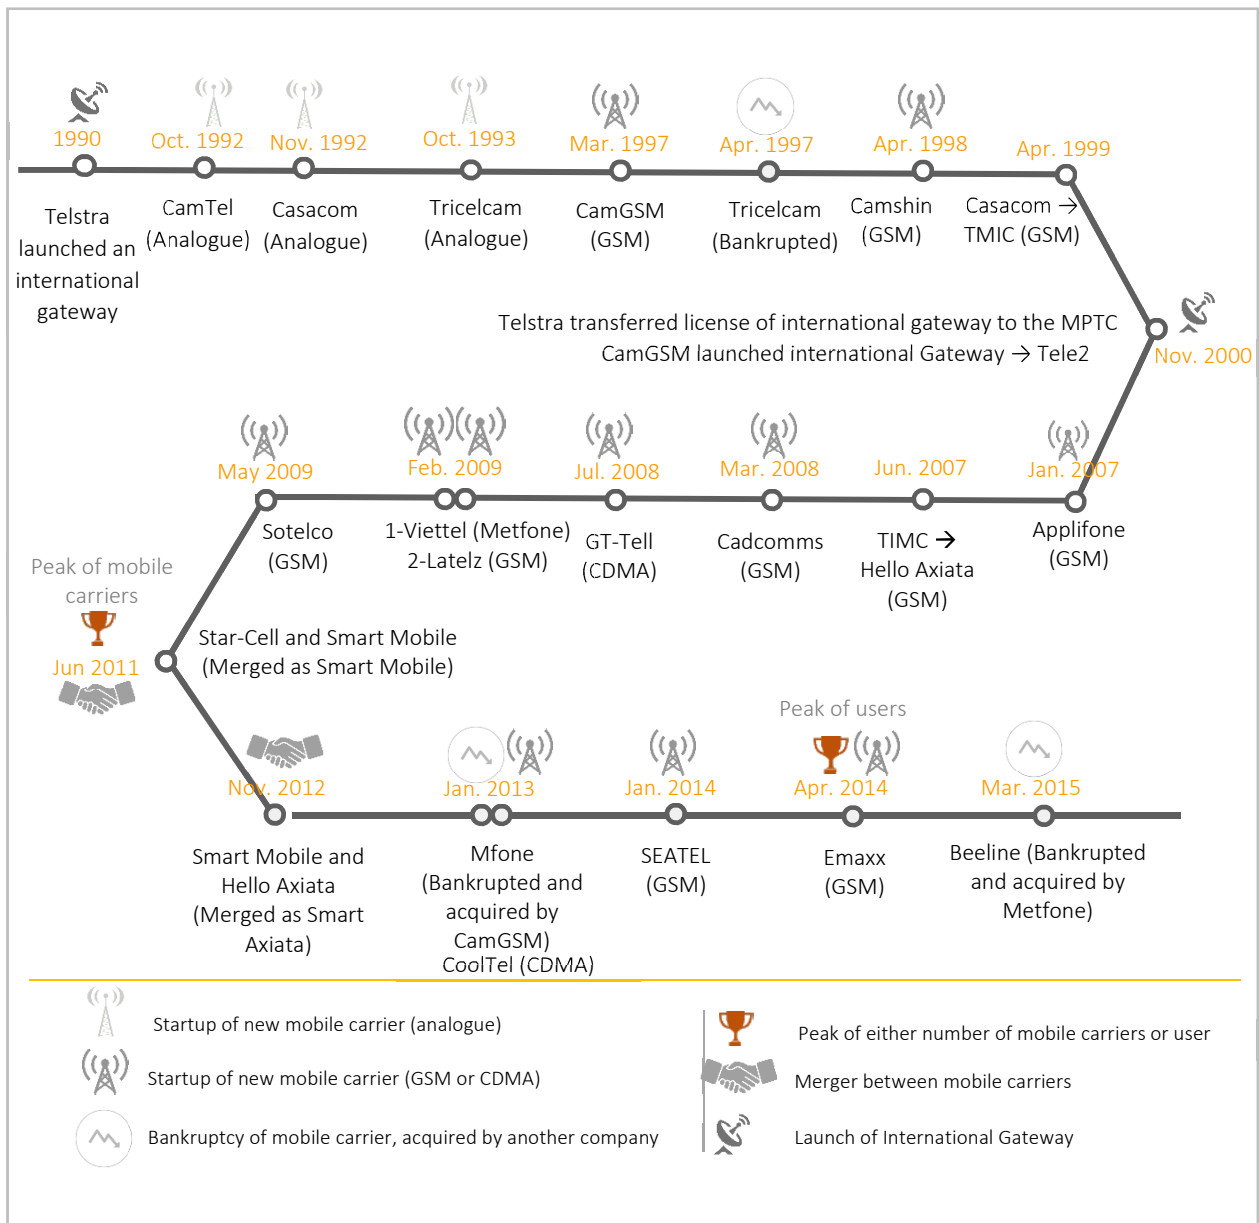 1990
Oct. 1992
Nov. 1992
Oct. 1993
Mar. 1997
Apr. 1997
Apr. 1998
Apr. 1999
Telstra
launched an
international
gateway
CamTel
(Analogue)
Casacom
(Analogue)
Tricelcam
(Analogue)
CamGSM
(GSM)
Tricelcam
(Bankrupted)
Camshin
(GSM)
Casacom →
TMIC (GSM)
Telstra transferred license of international gateway to the MPTC
CamGSM launched international Gateway → Tele2
Nov. 2000
May 2009
Feb. 2009
Jul. 2008
Mar. 2008
Jun. 2007
Jan. 2007
Sotelco
(GSM)
1-Viettel (Metfone)
2-Latelz (GSM)
GT-Tell
(CDMA)
Cadcomms
(GSM)
TIMC →
Hello Axiata
(GSM)
Applifone
(GSM)
Peak of mobile
carriers
Jun 2011
Star-Cell and Smart Mobile
(Merged as Smart Mobile)
Peak of users
Nov. 2012
Jan. 2013
Jan. 2014
Apr. 2014
Mar. 2015
Smart Mobile and
Hello Axiata
(Merged as Smart
Axiata)
Mfone
(Bankrupted and
acquired by
CamGSM)
CoolTel (CDMA)
SEATEL
(GSM)
Emaxx
(GSM)
Beeline (Bankrupted
and acquired by
Metfone)
Startup of new mobile carrier (analogue)
Startup of new mobile carrier (GSM or CDMA)
Bankruptcy of mobile carrier, acquired by another company
Peak of either number of mobile carriers or user
Merger between mobile carriers
Launch of International Gateway